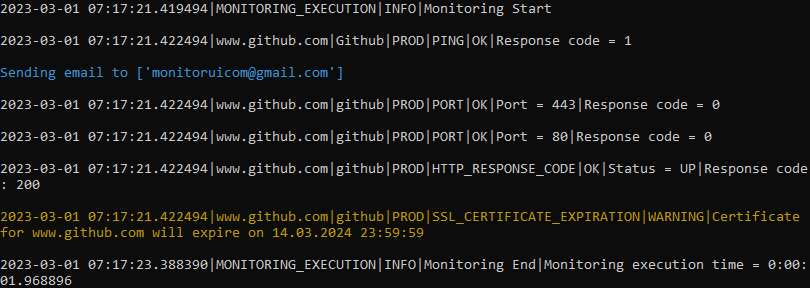 2023-03-01 07:17:21.419494|MONITORING_EXECUTION|INFO|Monitoring Start
2023-03-01 07:17:21.422494|www.github.com|Github|PROD|PING|OK|Response code = 1
Sending email to ['monitoruicom@gmail.com']
2023-03-01 07:17:21.422494|www.github.com|github|PROD|PORT|OK|Port = 443|Response code = 0
2023-03-01 07:17:21.422494|www.github.com|github|PROD|PORT|OK|Port = 80|Response code = 0
2023-03-01 07:17:21.422494|www.github.com|github|PROD|HTTP_RESPONSE_CODE|OK|Status = UP|Response code
: 200
2023-03-01 07:17:21.422494|www.github.com|github|PROD|SSL_CERTIFICATE_EXPIRATION|WARNING|Certificate
for www.github.com will expire on 14.03.2024 23:59:59
2023-03-01 07:17:23.388390|MONITORING_EXECUTION|INFO|Monitoring End|Monitoring execution time = 0:00:
01.968896